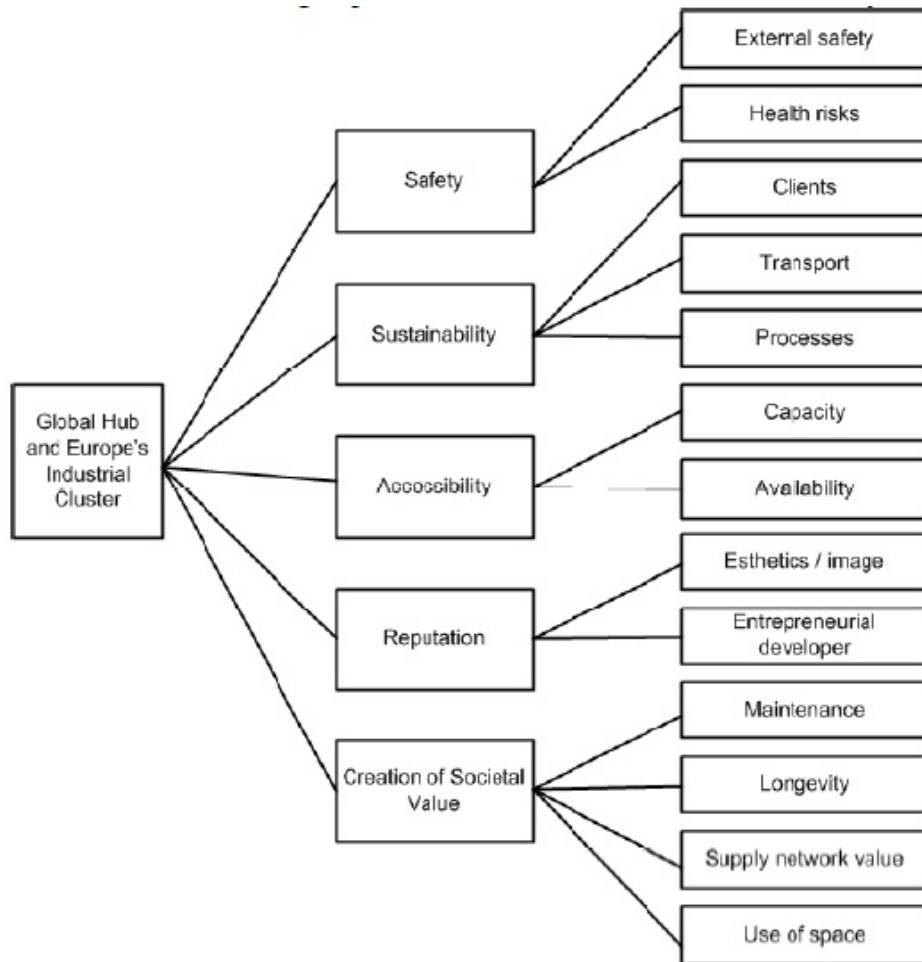 External safety
Health risks
Safety
Clients
Transport
Sustainability
Processes
Global Hub
and Europe's
Industrial
Cluster
Capacity
Accossibility
Availability
Esthetics / image
Reputation
Entrepreneurial
developer
Maintenance
Creation of Societal
Value
Longevity
Supply network value
Use of space